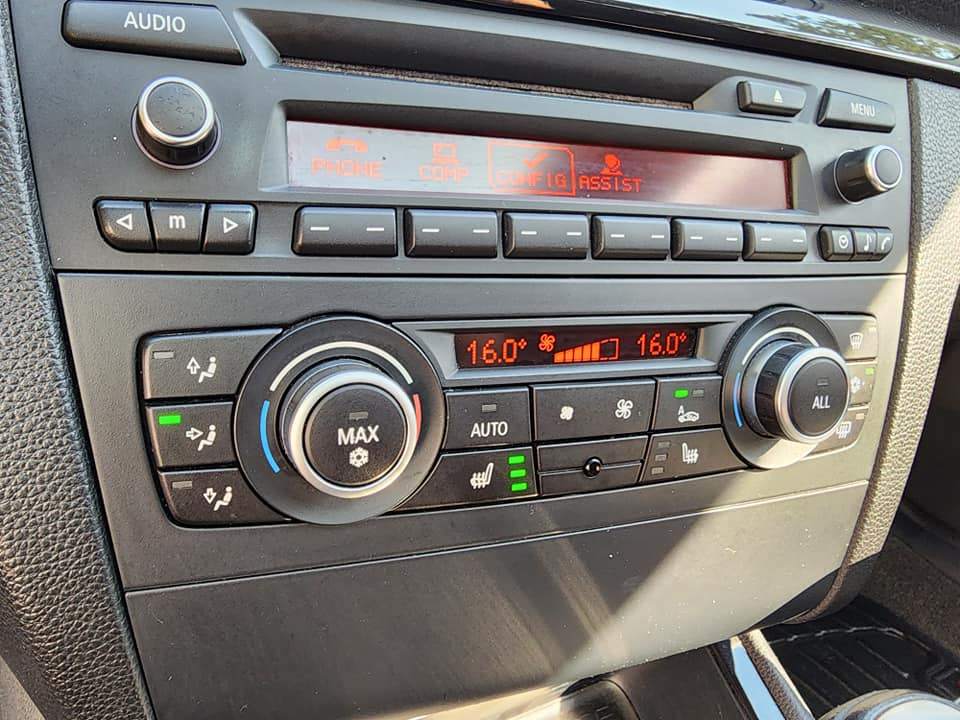 AUDIO
MENU
PHONE COMP CONFIG ASSIST
m
16.0° 16.0°
MAX
AUTO
A
ALL